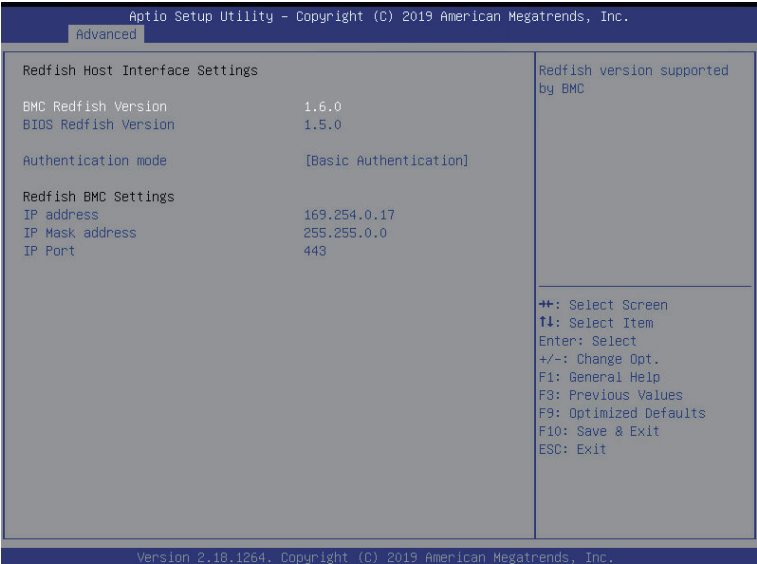 Aptio Setup Utility – Copyright (C) 2019 American Megatrends, Inc.
Advanced
Redfish Host Interface Settings
BMC Redfish Version 1.6.0
BIOS Redfish Version 1.5.0
Authentication mode [Basic Authentication]
Redfish BMC Settings
IP address 169.254.0.17
IP Mask address 255.255.0.0
IP Port 443
Redfish version supported
by BMC
→←: Select Screen
↑↓: Select Item
Enter: Select
+/-: Change Opt.
F1: General Help
F3: Previous Values
F9: Optimized Defaults
F10: Save & Exit
ESC: Exit
Version 2.18.1264. Copyright (C) 2019 American Megatrends, Inc.